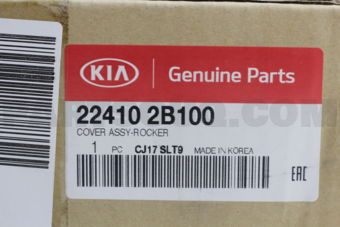 KIA Genuine Parts
22410 2B100
COVER ASSY-ROCKER
1 PC CJ17 SLT9 MADE IN KOREA
EAC